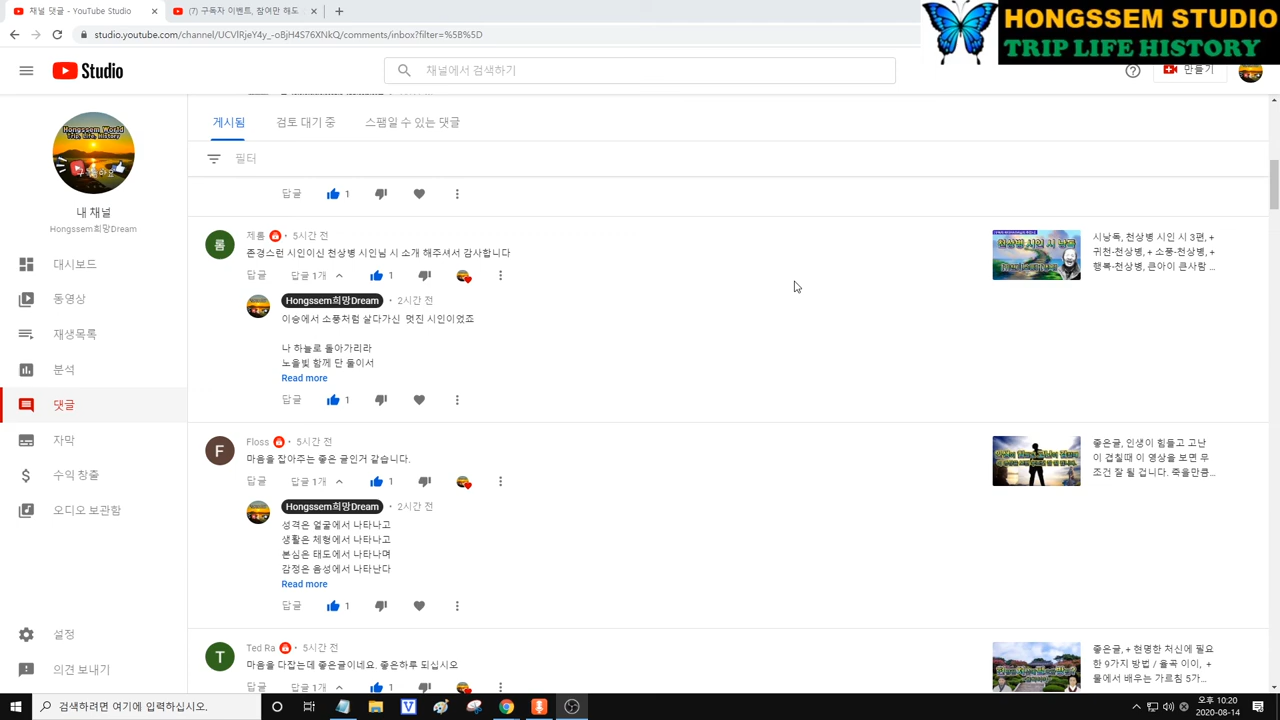 채널 댓글 - YouTube Studio
(7) 구독자 이벤트, 참여만 해도
studio.youtube.com/channel/UCVlRjeY4y_-oBjH4S76XNkQ/comments/inbox?filter=%5B%5D
HONGSSEM STUDIO
TRIP LIFE HISTORY
Studio
채널에서 검색하기
만들기
게시됨
검토 대기 중
스팸일 수 있는 댓글
필터
Hongssem World
Trip. Life. History
내 채널
Hongssem희망Dream
대시보드
동영상
재생목록
분석
댓글
자막
수익 창출
오디오 보관함
설정
의견 보내기
답글 1
롬
제롬 • 5시간 전
존경스런 시인이신 천상병 시인님 시 소개 해주셔서 감사합니다
답글 답글 1개 1
Hongssem희망Dream • 2시간 전
이승에서 소풍처럼 살다가신 멋진 시인이었죠
나 하늘로 돌아가리라
노을빛 함께 단 둘이서
Read more
답글 1
천상병 시인 시 낭독
시낭독, 천상병 시인 시 3편, +
귀천-천상병, + 소풍-천상병, +
행복-천상병, 큰아이 큰사람 ...
F
Floss • 5시간 전
마음을 잡아주는 좋은 글인거 같습니다.
답글 답글 1개 1
Hongssem희망Dream • 2시간 전
성격은 얼굴에서 나타나고
생활은 체형에서 나타나고
본심은 태도에서 나타나며
감정은 음성에서 나타난다
Read more
답글 1
좋은글, 인생이 힘들고 고난
이 겹칠때 이 영상을 보면 무
조건 잘 될 겁니다. 죽을만큼...
T
Ted Ra • 5시간 전
마음을 다잡는데 좋은글이네요. 좋은하루 되십시오
답글 답글 1개 1
좋은글, + 현명한 처신에 필요
한 9가지 방법 / 율곡 이이, +
물에서 배우는 가르침 5가...
검색하려면 여기에 입력하십시오.
오후 10:20
2020-08-14